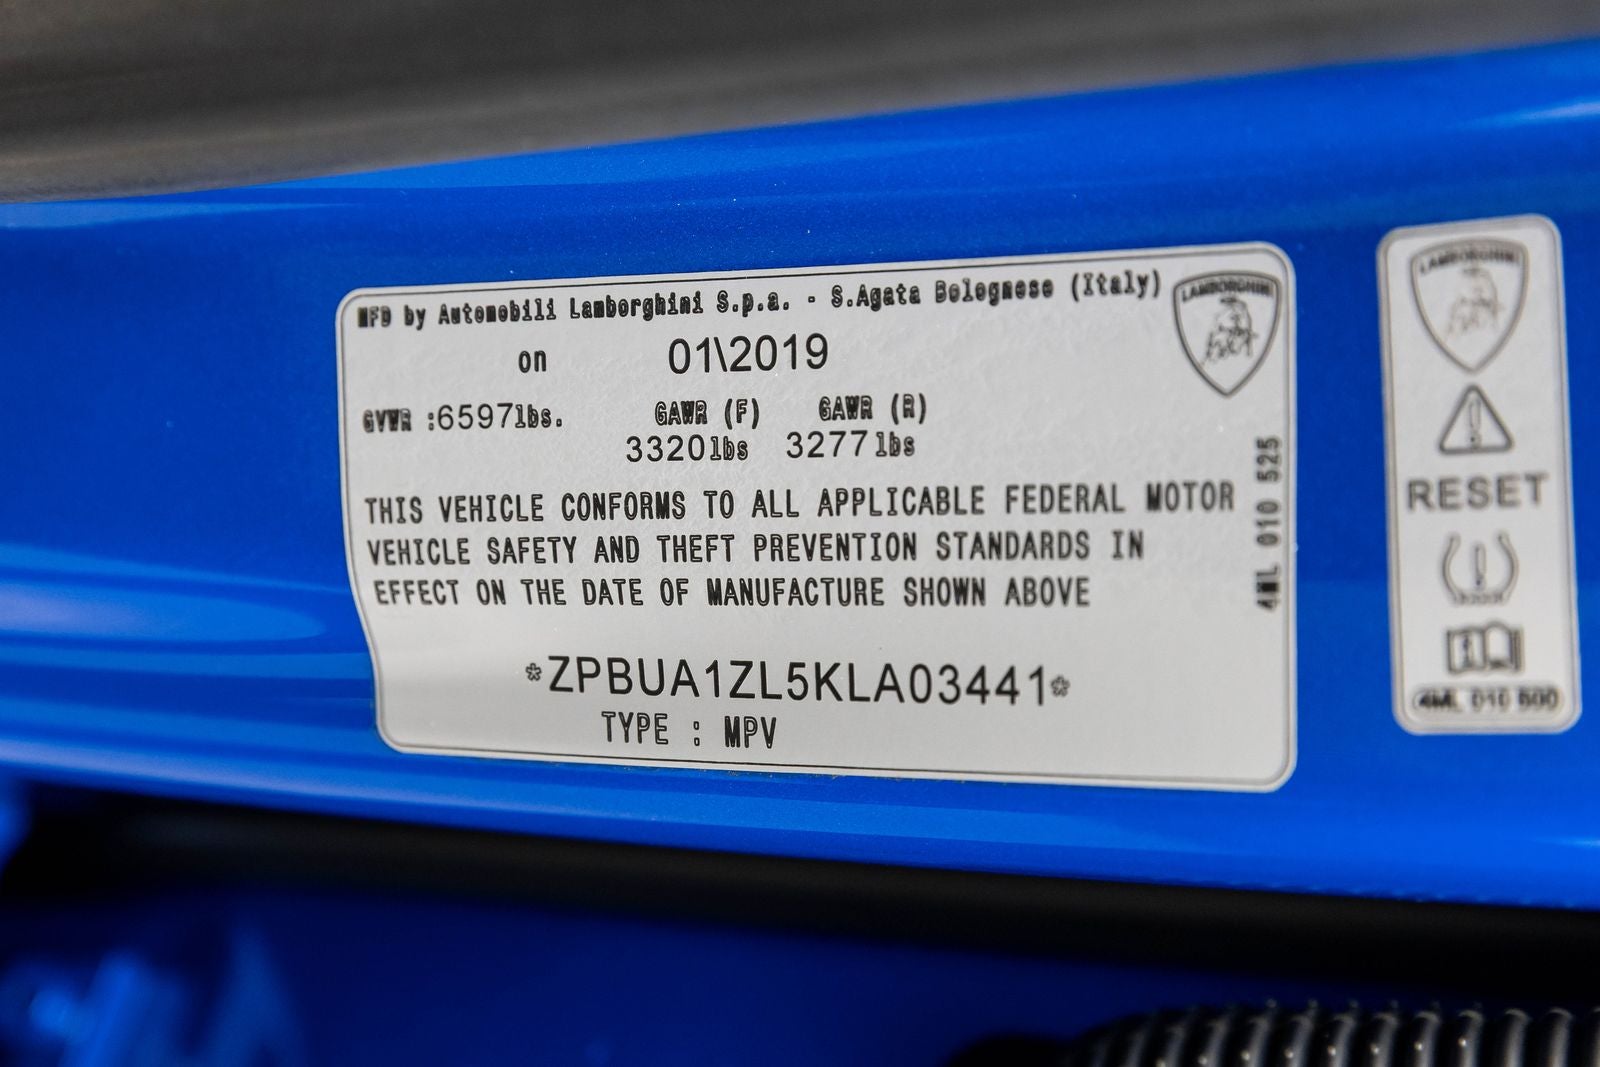 MFD by Automobili Lamborghini S.p.a. - S.Agata Bolognese (Italy)
on 01\2019
GVWR :6597lbs. GAWR (F) GAWR (R)
3320lbs 3277lbs
THIS VEHICLE CONFORMS TO ALL APPLICABLE FEDERAL MOTOR
VEHICLE SAFETY AND THEFT PREVENTION STANDARDS IN
EFFECT ON THE DATE OF MANUFACTURE SHOWN ABOVE
*ZPBUA1ZL5KLA03441*
TYPE : MPV
LAMBORGHINI
4ML 010 525
LAMBORGHINI
RESET
4ML 010 500